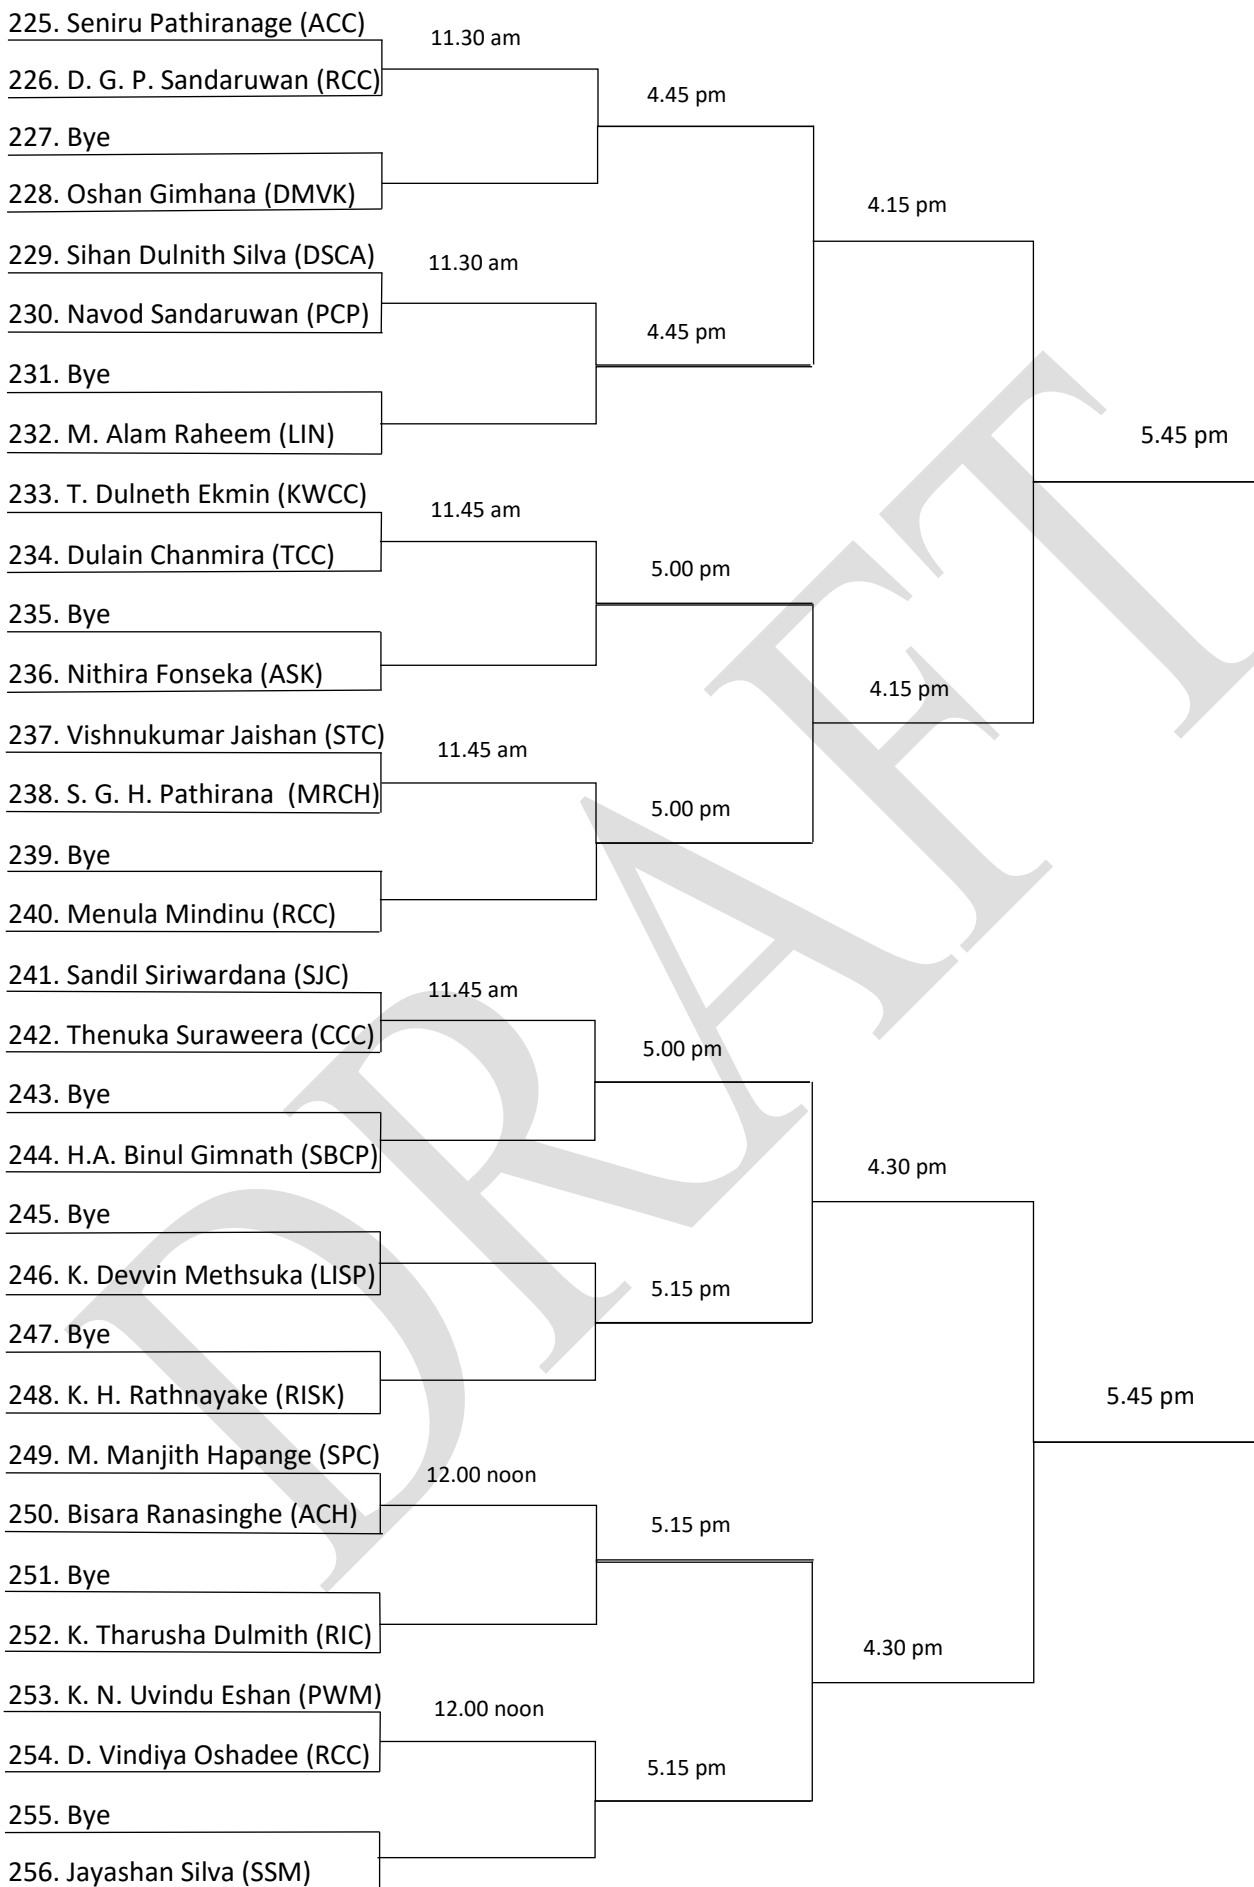 225. Seniru Pathiranage (ACC)
11.30 am
226. D. G. P. Sandaruwan (RCC)
4.45 pm
227. Bye
228. Oshan Gimhana (DMVK)
4.15 pm
229. Sihan Dulnith Silva (DSCA)
11.30 am
230. Navod Sandaruwan (PCP)
4.45 pm
231. Bye
232. M. Alam Raheem (LIN)
5.45 pm
233. T. Dulneth Ekmin (KWCC)
11.45 am
234. Dulain Chanmira (TCC)
5.00 pm
235. Bye
236. Nithira Fonseka (ASK)
4.15 pm
237. Vishnukumar Jaishan (STC)
11.45 am
238. S. G. H. Pathirana  (MRCH)
5.00 pm
239. Bye
240. Menula Mindinu (RCC)
241. Sandil Siriwardana (SJC)
11.45 am
242. Thenuka Suraweera (CCC)
5.00 pm
243. Bye
244. H.A. Binul Gimnath (SBCP)
4.30 pm
245. Bye
246. K. Devvin Methsuka (LISP)
5.15 pm
247. Bye
248. K. H. Rathnayake (RISK)
5.45 pm
249. M. Manjith Hapange (SPC)
12.00 noon
250. Bisara Ranasinghe (ACH)
5.15 pm
251. Bye
252. K. Tharusha Dulmith (RIC)
4.30 pm
253. K. N. Uvindu Eshan (PWM)
12.00 noon
254. D. Vindiya Oshadee (RCC)
5.15 pm
255. Bye
256. Jayashan Silva (SSM)
DRAFT